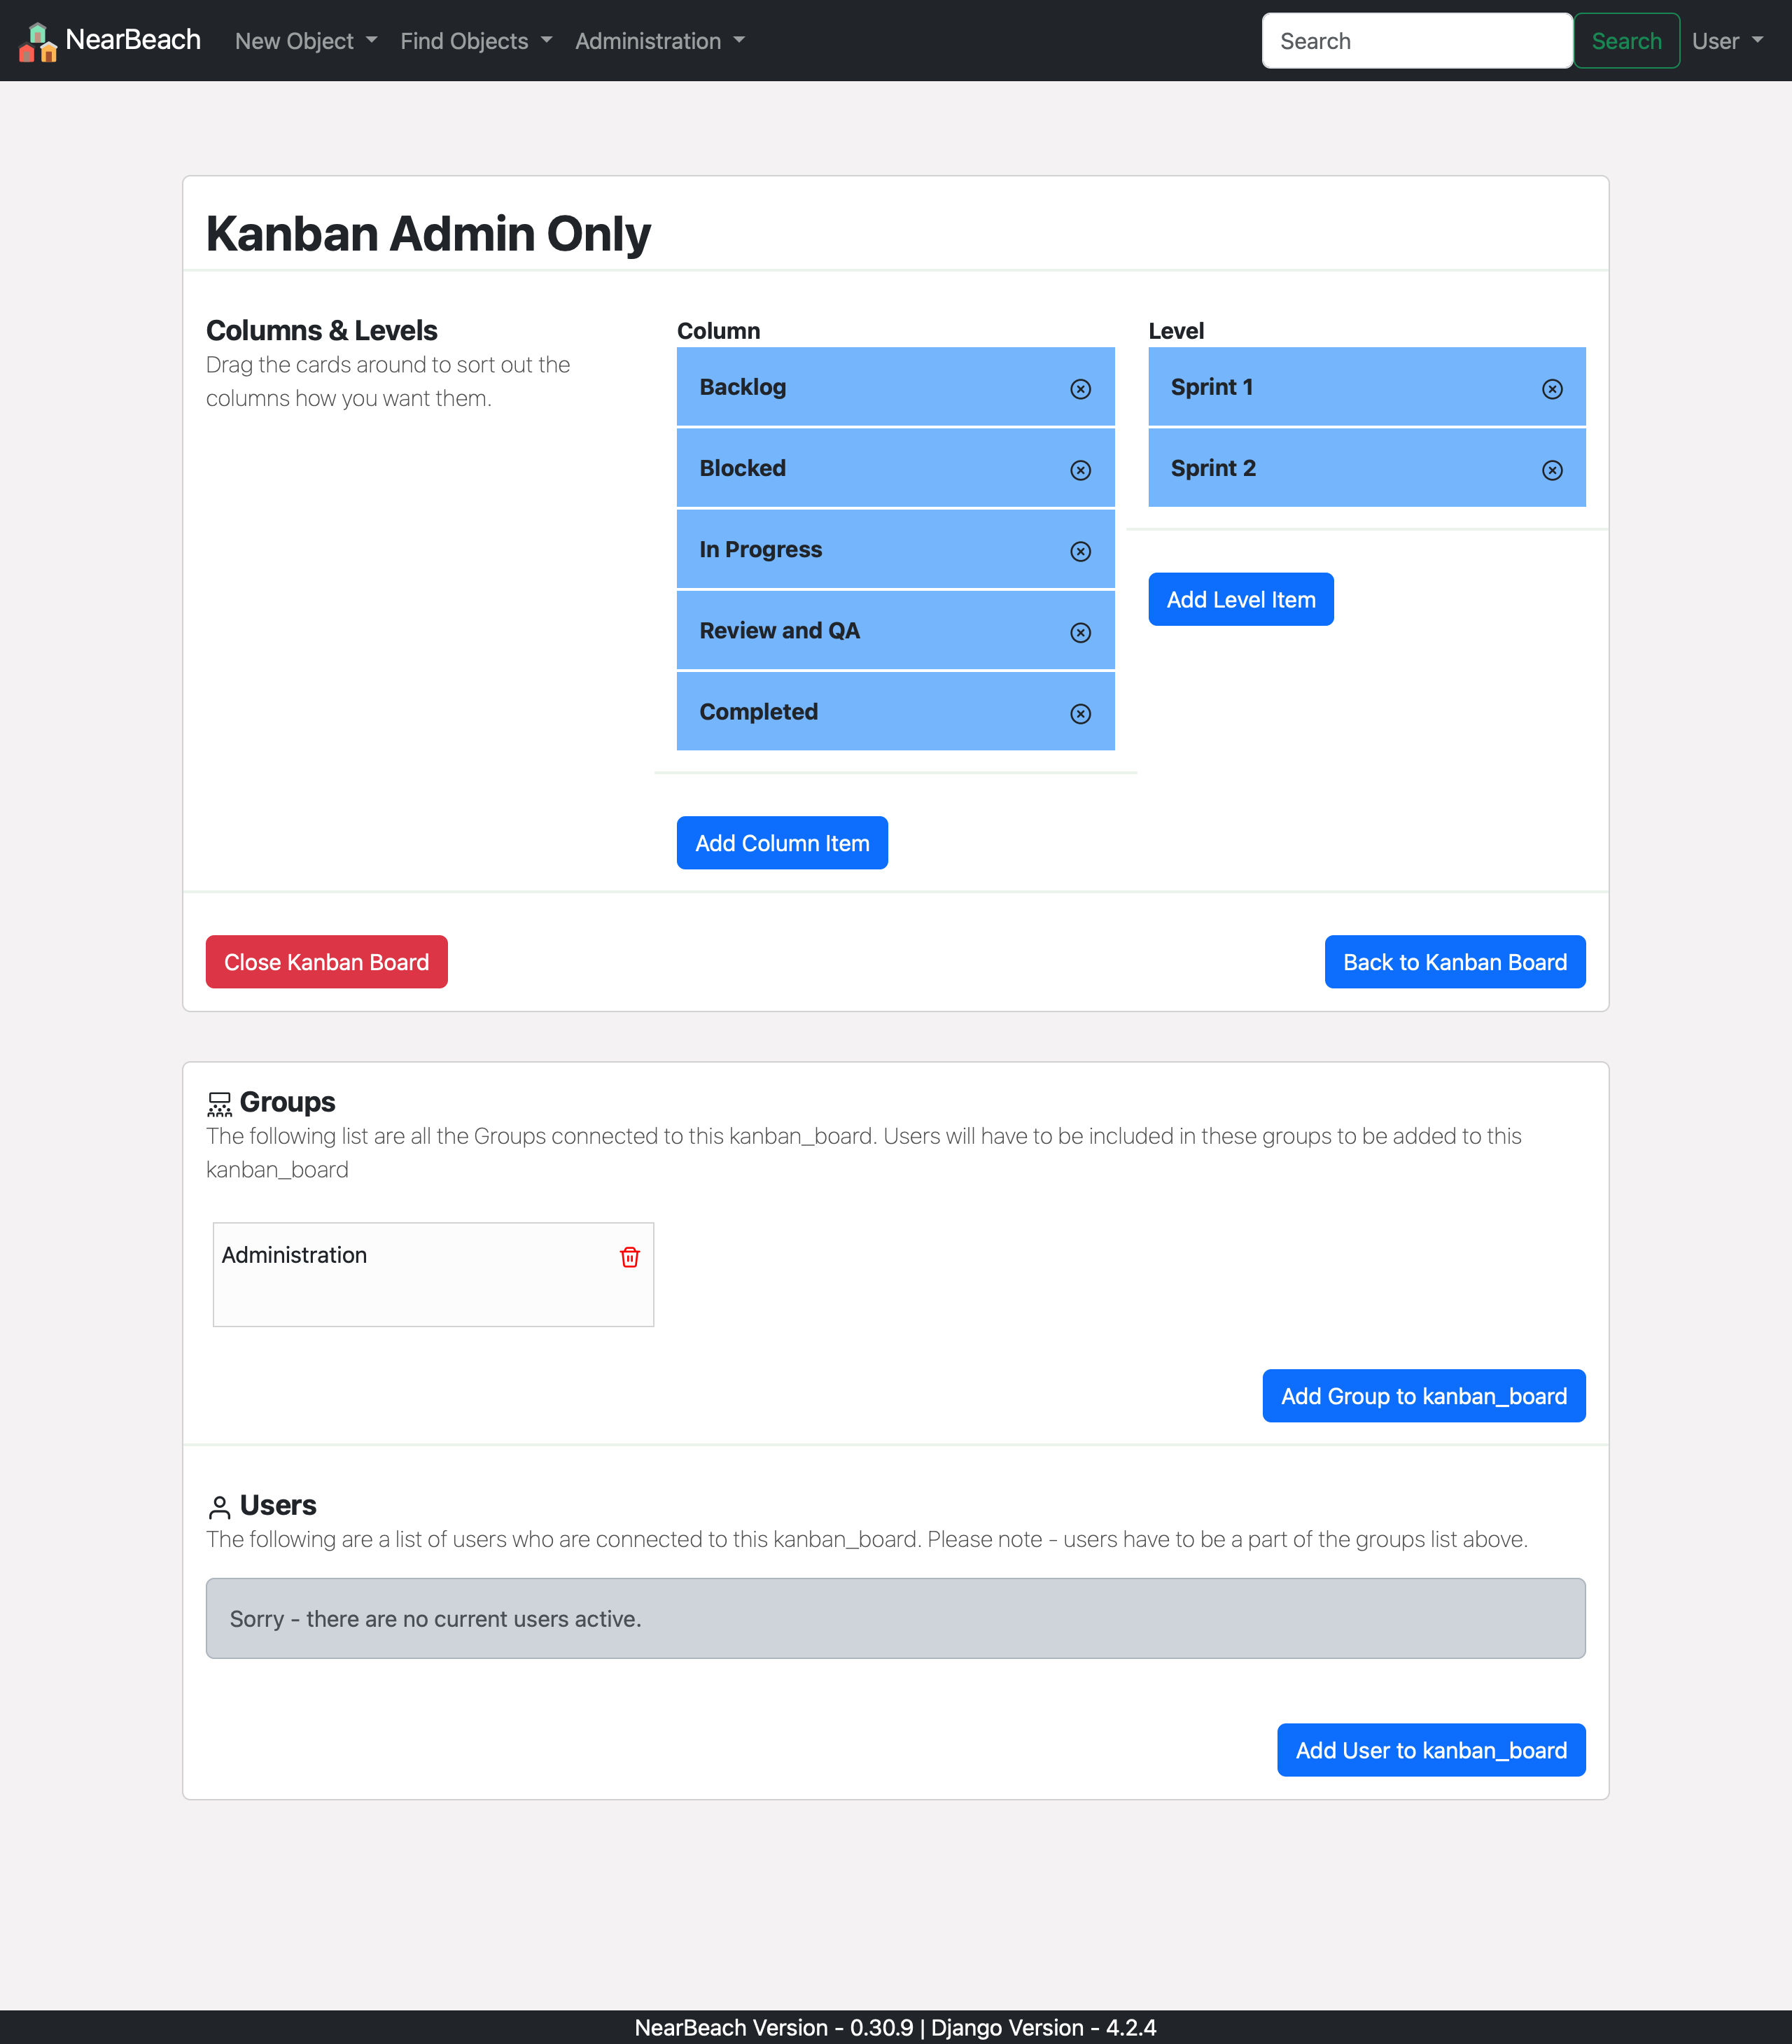 NearBeach New Object Find Objects Administration Search Search User
Kanban Admin Only
Columns & Levels
Drag the cards around to sort out the
columns how you want them.
Column
Backlog
Blocked
In Progress
Review and QA
Completed
Add Column Item
Level
Sprint 1
Sprint 2
Add Level Item
Close Kanban Board
Back to Kanban Board
Groups
The following list are all the Groups connected to this kanban_board. Users will have to be included in these groups to be added to this
kanban_board
Administration
Add Group to kanban_board
Users
The following are a list of users who are connected to this kanban_board. Please note - users have to be a part of the groups list above.
Sorry - there are no current users active.
Add User to kanban_board
NearBeach Version - 0.30.9 | Django Version - 4.2.4